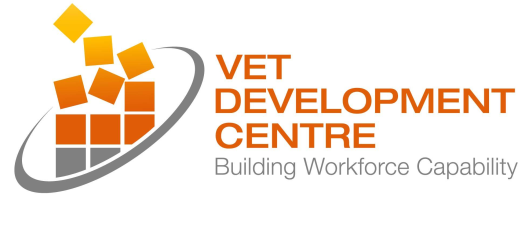 VET
DEVELOPMENT
CENTRE
Building Workforce Capability